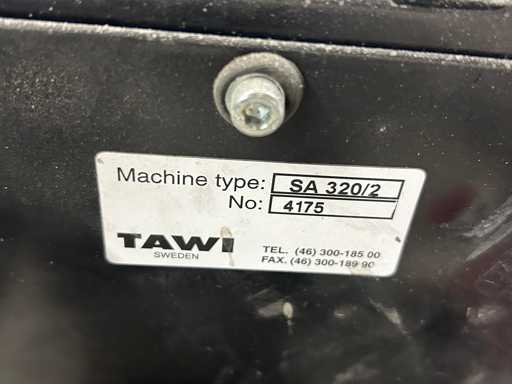 Machine type: SA 320/2
No: 4175
TAWI
SWEDEN
TEL. (46) 300-185 00
FAX. (46) 300-189 90